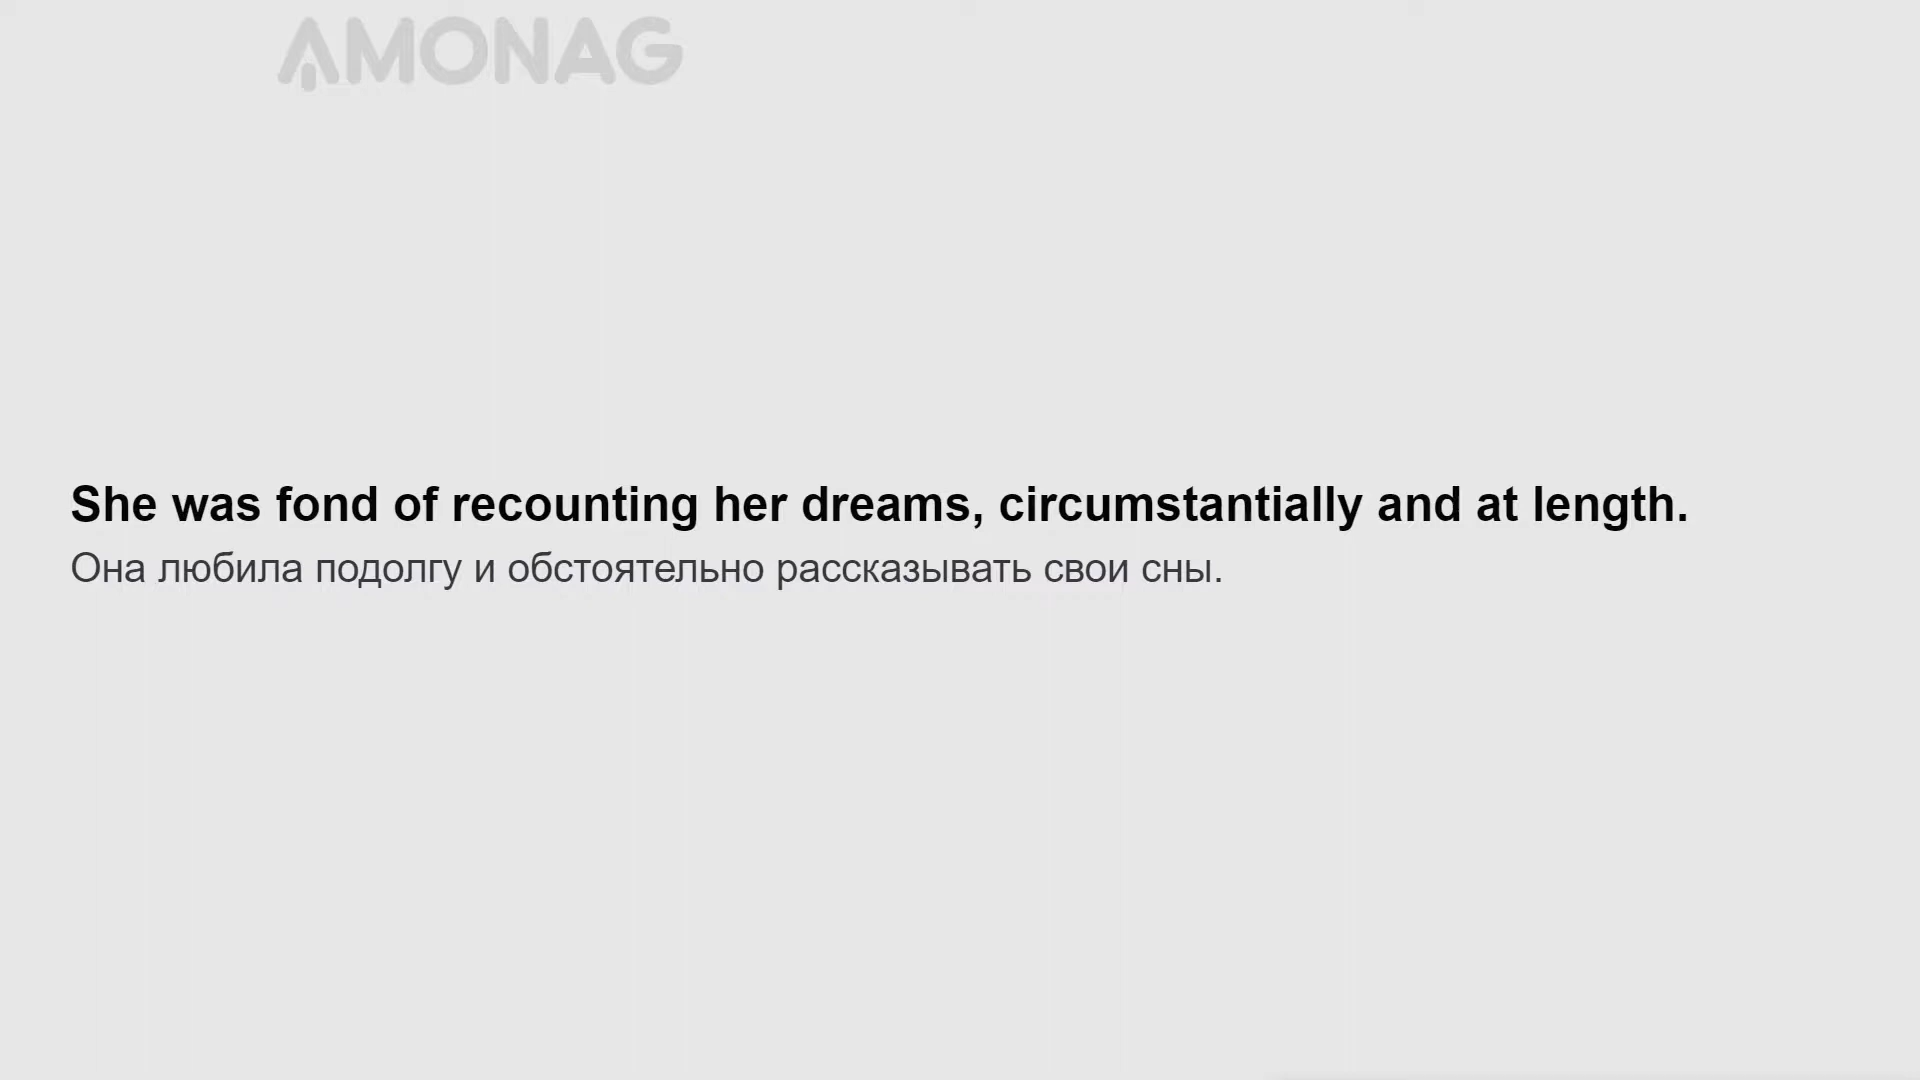 AMONAG
She was fond of recounting her dreams, circumstantially and at length.
Она любила подолгу и обстоятельно рассказывать свои сны.